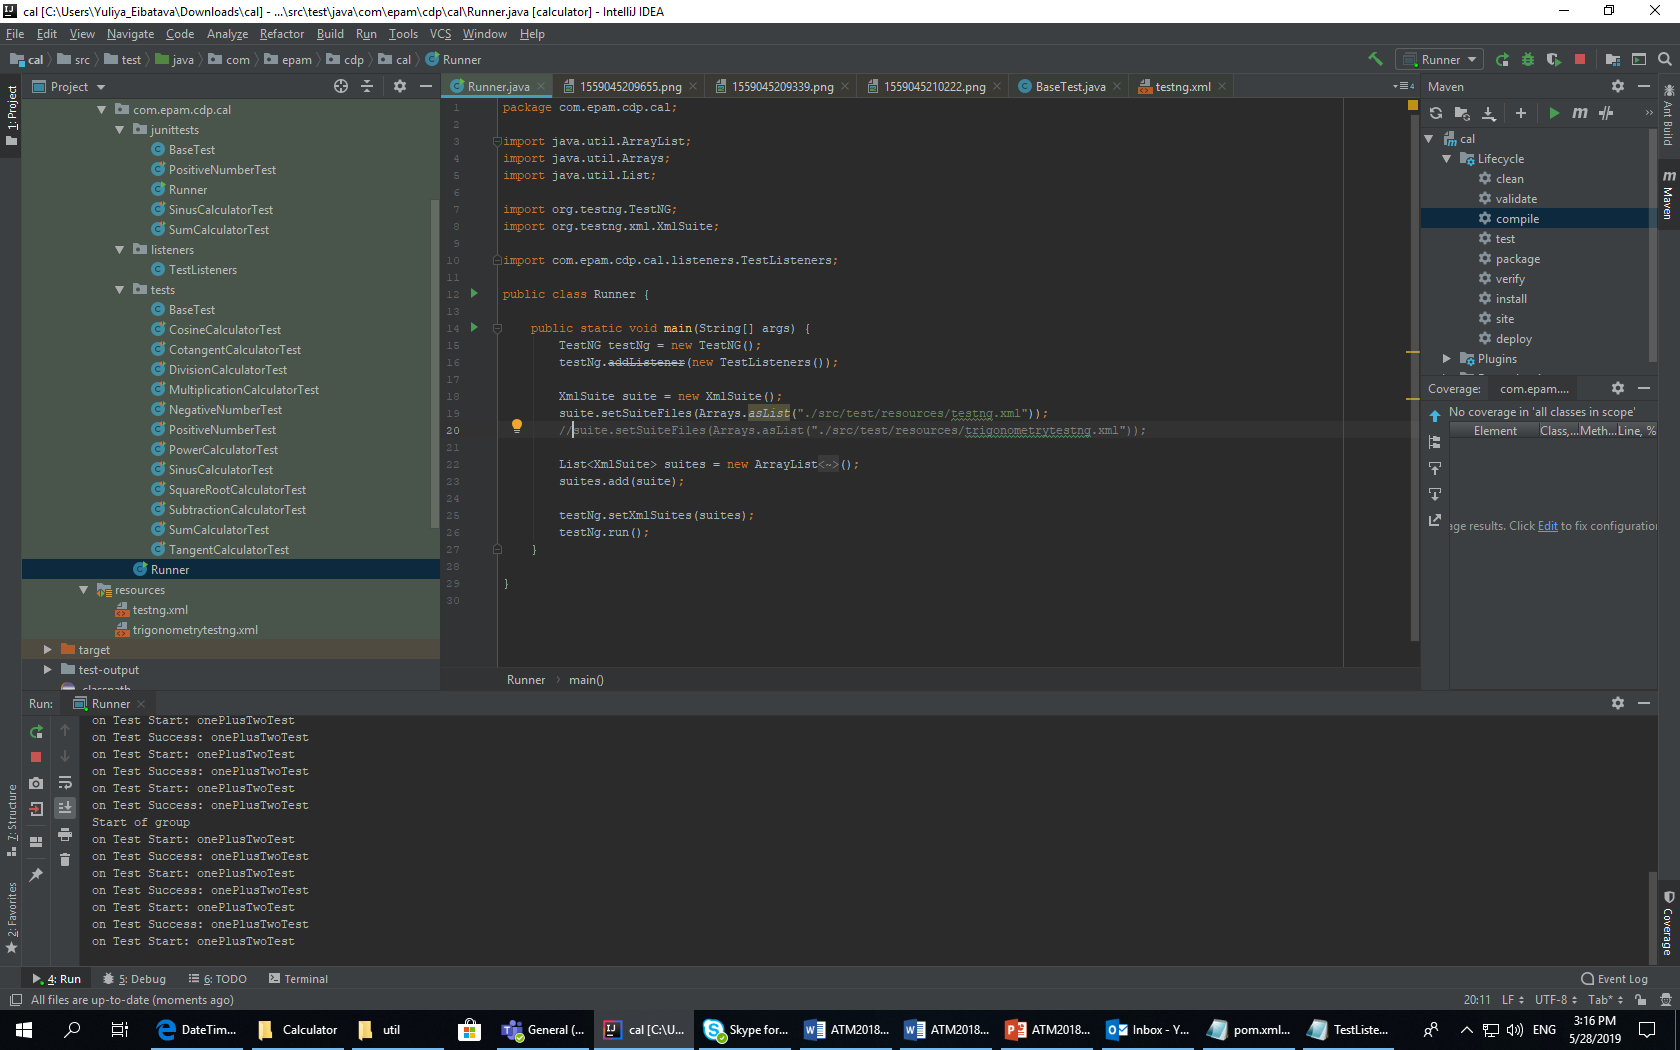 cal [C:\Users\Yuliya_Eibatava\Downloads\cal] - ...\src\test\java\com\epam\cdp\cal\Runner.java [calculator] - IntelliJ IDEA
File Edit View Navigate Code Analyze Refactor Build Run Tools VCS Window Help
cal src test java com epam cdp cal Runner
Runner
1: Project
Project
com.epam.cdp.cal
junittests
BaseTest
PositiveNumberTest
Runner
SinusCalculatorTest
SumCalculatorTest
listeners
TestListeners
tests
BaseTest
CosineCalculatorTest
CotangentCalculatorTest
DivisionCalculatorTest
MultiplicationCalculatorTest
NegativeNumberTest
PositiveNumberTest
PowerCalculatorTest
SinusCalculatorTest
SquareRootCalculatorTest
SubtractionCalculatorTest
SumCalculatorTest
TangentCalculatorTest
Runner
resources
testng.xml
trigonometrytestng.xml
target
test-output
Runner.java 1559045209655.png 1559045209339.png 1559045210222.png BaseTest.java testng.xml
4
1 package com.epam.cdp.cal;
2
3 import java.util.ArrayList;
4 import java.util.Arrays;
5 import java.util.List;
6
7 import org.testng.TestNG;
8 import org.testng.xml.XmlSuite;
9
10 import com.epam.cdp.cal.listeners.TestListeners;
11
12 public class Runner {
13
14 public static void main(String[] args) {
15 TestNG testNg = new TestNG();
16 testNg.addListener(new TestListeners());
17
18 XmlSuite suite = new XmlSuite();
19 suite.setSuiteFiles(Arrays.asList("./src/test/resources/testng.xml"));
20 //suite.setSuiteFiles(Arrays.asList("./src/test/resources/trigonometrytestng.xml"));
21
22 List<XmlSuite> suites = new ArrayList<~>();
23 suites.add(suite);
24
25 testNg.setXmlSuites(suites);
26 testNg.run();
27 }
28
29 }
30
Runner main()
Maven
cal
Lifecycle
clean
validate
compile
test
package
verify
install
site
deploy
Plugins
Coverage: com.epam....
No coverage in 'all classes in scope'
Element Class,... Meth... Line, %
age results. Click Edit to fix configuration
Ant Build
Maven
Coverage
Run: Runner
on Test Start: onePlusTwoTest
on Test Success: onePlusTwoTest
on Test Start: onePlusTwoTest
on Test Success: onePlusTwoTest
on Test Start: onePlusTwoTest
on Test Success: onePlusTwoTest
Start of group
on Test Start: onePlusTwoTest
on Test Success: onePlusTwoTest
on Test Start: onePlusTwoTest
on Test Success: onePlusTwoTest
on Test Start: onePlusTwoTest
on Test Success: onePlusTwoTest
on Test Start: onePlusTwoTest
7: Structure
2: Favorites
4: Run 5: Debug 6: TODO Terminal Event Log
All files are up-to-date (moments ago) 20:11 LF UTF-8 Tab*
DateTim... Calculator util General (... cal [C:\U... Skype for... ATM2018... ATM2018... ATM2018... Inbox - Y... pom.xml... TestListe... ENG
3:16 PM
5/28/2019